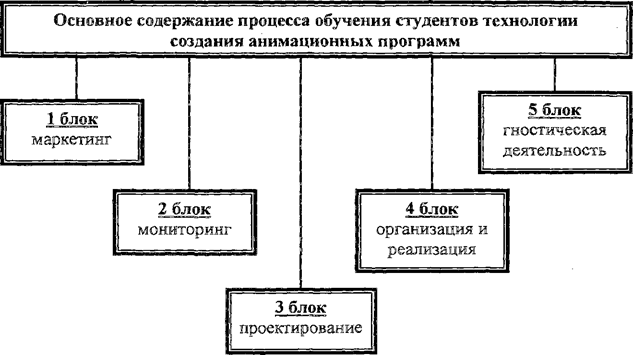 Основное содержание процесса обучения студентов технологии
создания анимационных программ
1 блок
маркетинг
2 блок
мониторинг
3 блок
проектирование
4 блок
организация и
реализация
5 блок
гностическая
деятельность